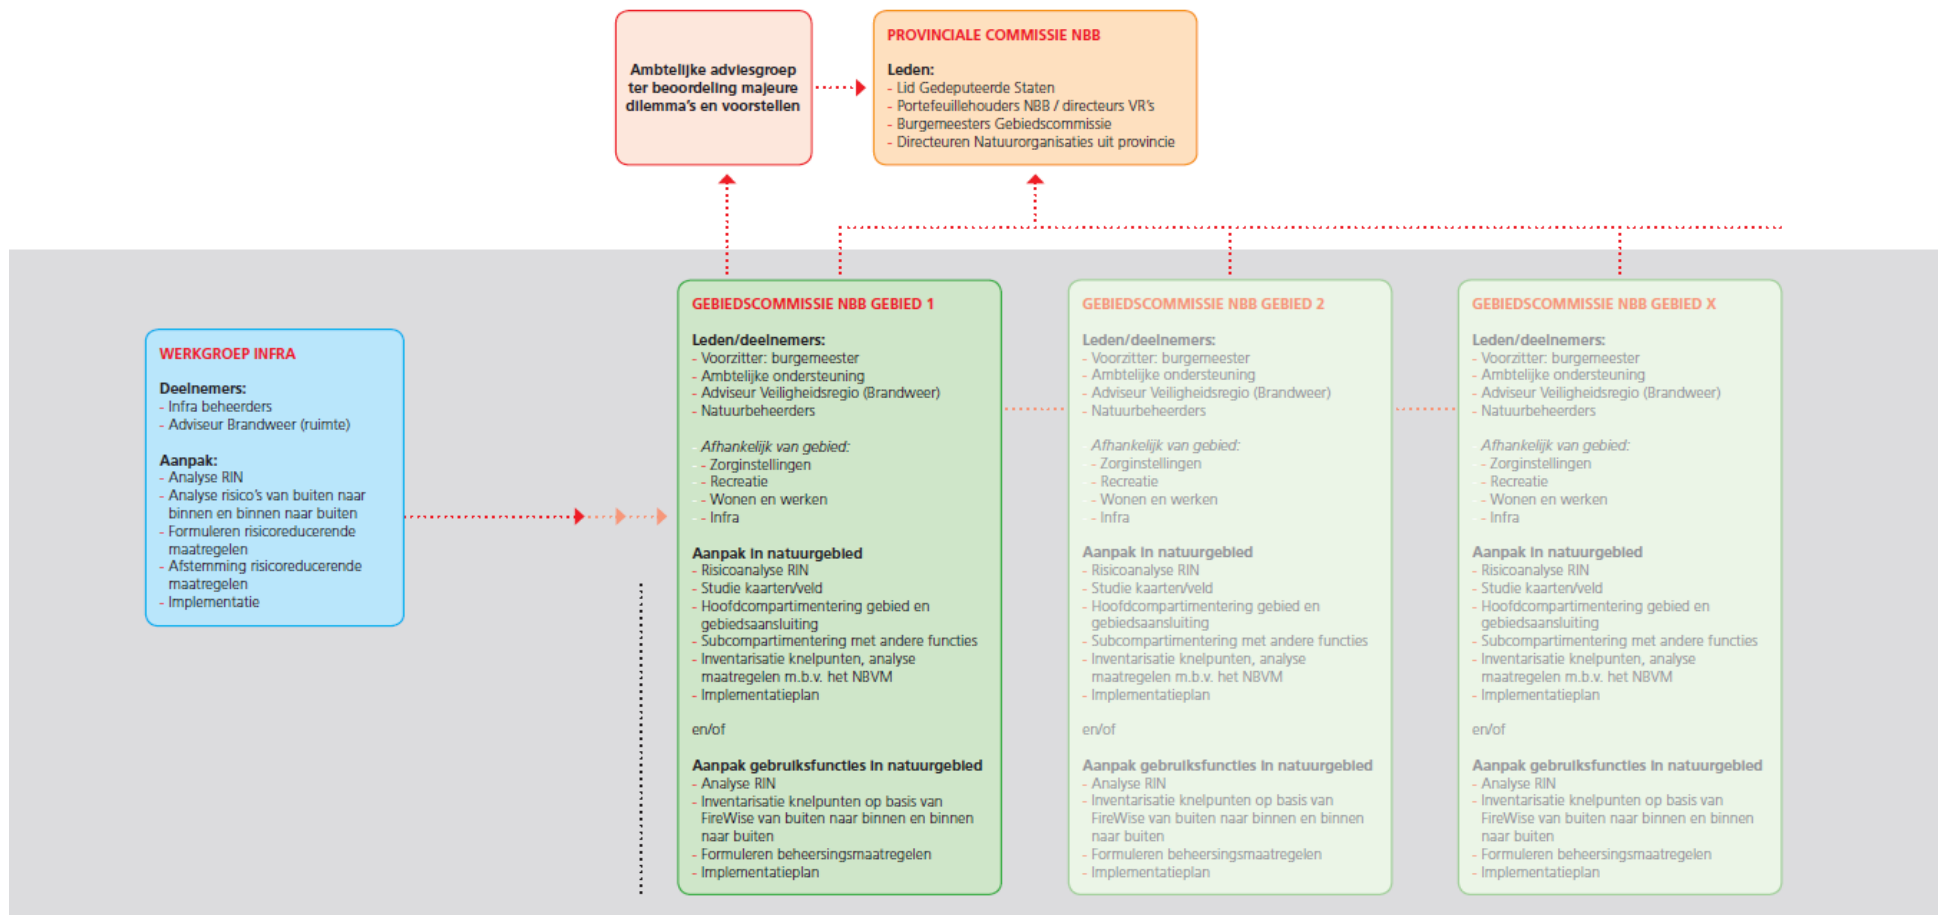 Ambtelijke adviesgroep
ter beoordeling majeure
dilemma's en voorstellen
PROVINCIALE COMMISSIE NBB
Leden:
- Lid Gedeputeerde Staten
- Portefeuillehouders NBB / directeurs VR's
- Burgemeesters Gebiedscommissie
- Directeuren Natuurorganisaties uit provincie
WERKGROEP INFRA
Deelnemers:
- Infra beheerders
- Adviseur Brandweer (ruimte)
Aanpak:
- Analyse RIN
- Analyse risico's van buiten naar
binnen en binnen naar buiten
- Formuleren risicoreducerende
maatregelen
- Afstemming risicoreducerende
maatregelen
- Implementatie
GEBIEDSCOMMISSIE NBB GEBIED 1
Leden/deelnemers:
- Voorzitter: burgemeester
- Ambtelijke ondersteuning
- Adviseur Veiligheidsregio (Brandweer)
- Natuurbeheerders
- Afhankelijk van gebied:
- - Zorginstellingen
- - Recreatie
- - Wonen en werken
- - Infra
Aanpak in natuurgebied
- Risicoanalyse RIN
- Studie kaarten/veld
- Hoofdcompartimentering gebied en
gebiedsaansluiting
- Subcompartimentering met andere functies
- Inventarisatie knelpunten, analyse
maatregelen m.b.v. het NBVM
- Implementatieplan
en/of
Aanpak gebruiksfuncties in natuurgebied
- Analyse RIN
- Inventarisatie knelpunten op basis van
FireWise van buiten naar binnen en binnen
naar buiten
- Formuleren beheersingsmaatregelen
- Implementatieplan
GEBIEDSCOMMISSIE NBB GEBIED 2
Leden/deelnemers:
- Voorzitter: burgemeester
- Ambtelijke ondersteuning
- Adviseur Veiligheidsregio (Brandweer)
- Natuurbeheerders
- Afhankelijk van gebied:
- - Zorginstellingen
- - Recreatie
- - Wonen en werken
- - Infra
Aanpak in natuurgebied
- Risicoanalyse RIN
- Studie kaarten/veld
- Hoofdcompartimentering gebied en
gebiedsaansluiting
- Subcompartimentering met andere functies
- Inventarisatie knelpunten, analyse
maatregelen m.b.v. het NBVM
- Implementatieplan
en/of
Aanpak gebruiksfuncties in natuurgebied
- Analyse RIN
- Inventarisatie knelpunten op basis van
FireWise van buiten naar binnen en binnen
naar buiten
- Formuleren beheersingsmaatregelen
- Implementatieplan
GEBIEDSCOMMISSIE NBB GEBIED X
Leden/deelnemers:
- Voorzitter: burgemeester
- Ambtelijke ondersteuning
- Adviseur Veiligheidsregio (Brandweer)
- Natuurbeheerders
- Afhankelijk van gebied:
- - Zorginstellingen
- - Recreatie
- - Wonen en werken
- - Infra
Aanpak in natuurgebied
- Risicoanalyse RIN
- Studie kaarten/veld
- Hoofdcompartimentering gebied en
gebiedsaansluiting
- Subcompartimentering met andere functies
- Inventarisatie knelpunten, analyse
maatregelen m.b.v. het NBVM
- Implementatieplan
en/of
Aanpak gebruiksfuncties in natuurgebied
- Analyse RIN
- Inventarisatie knelpunten op basis van
FireWise van buiten naar binnen en binnen
naar buiten
- Formuleren beheersingsmaatregelen
- Implementatieplan